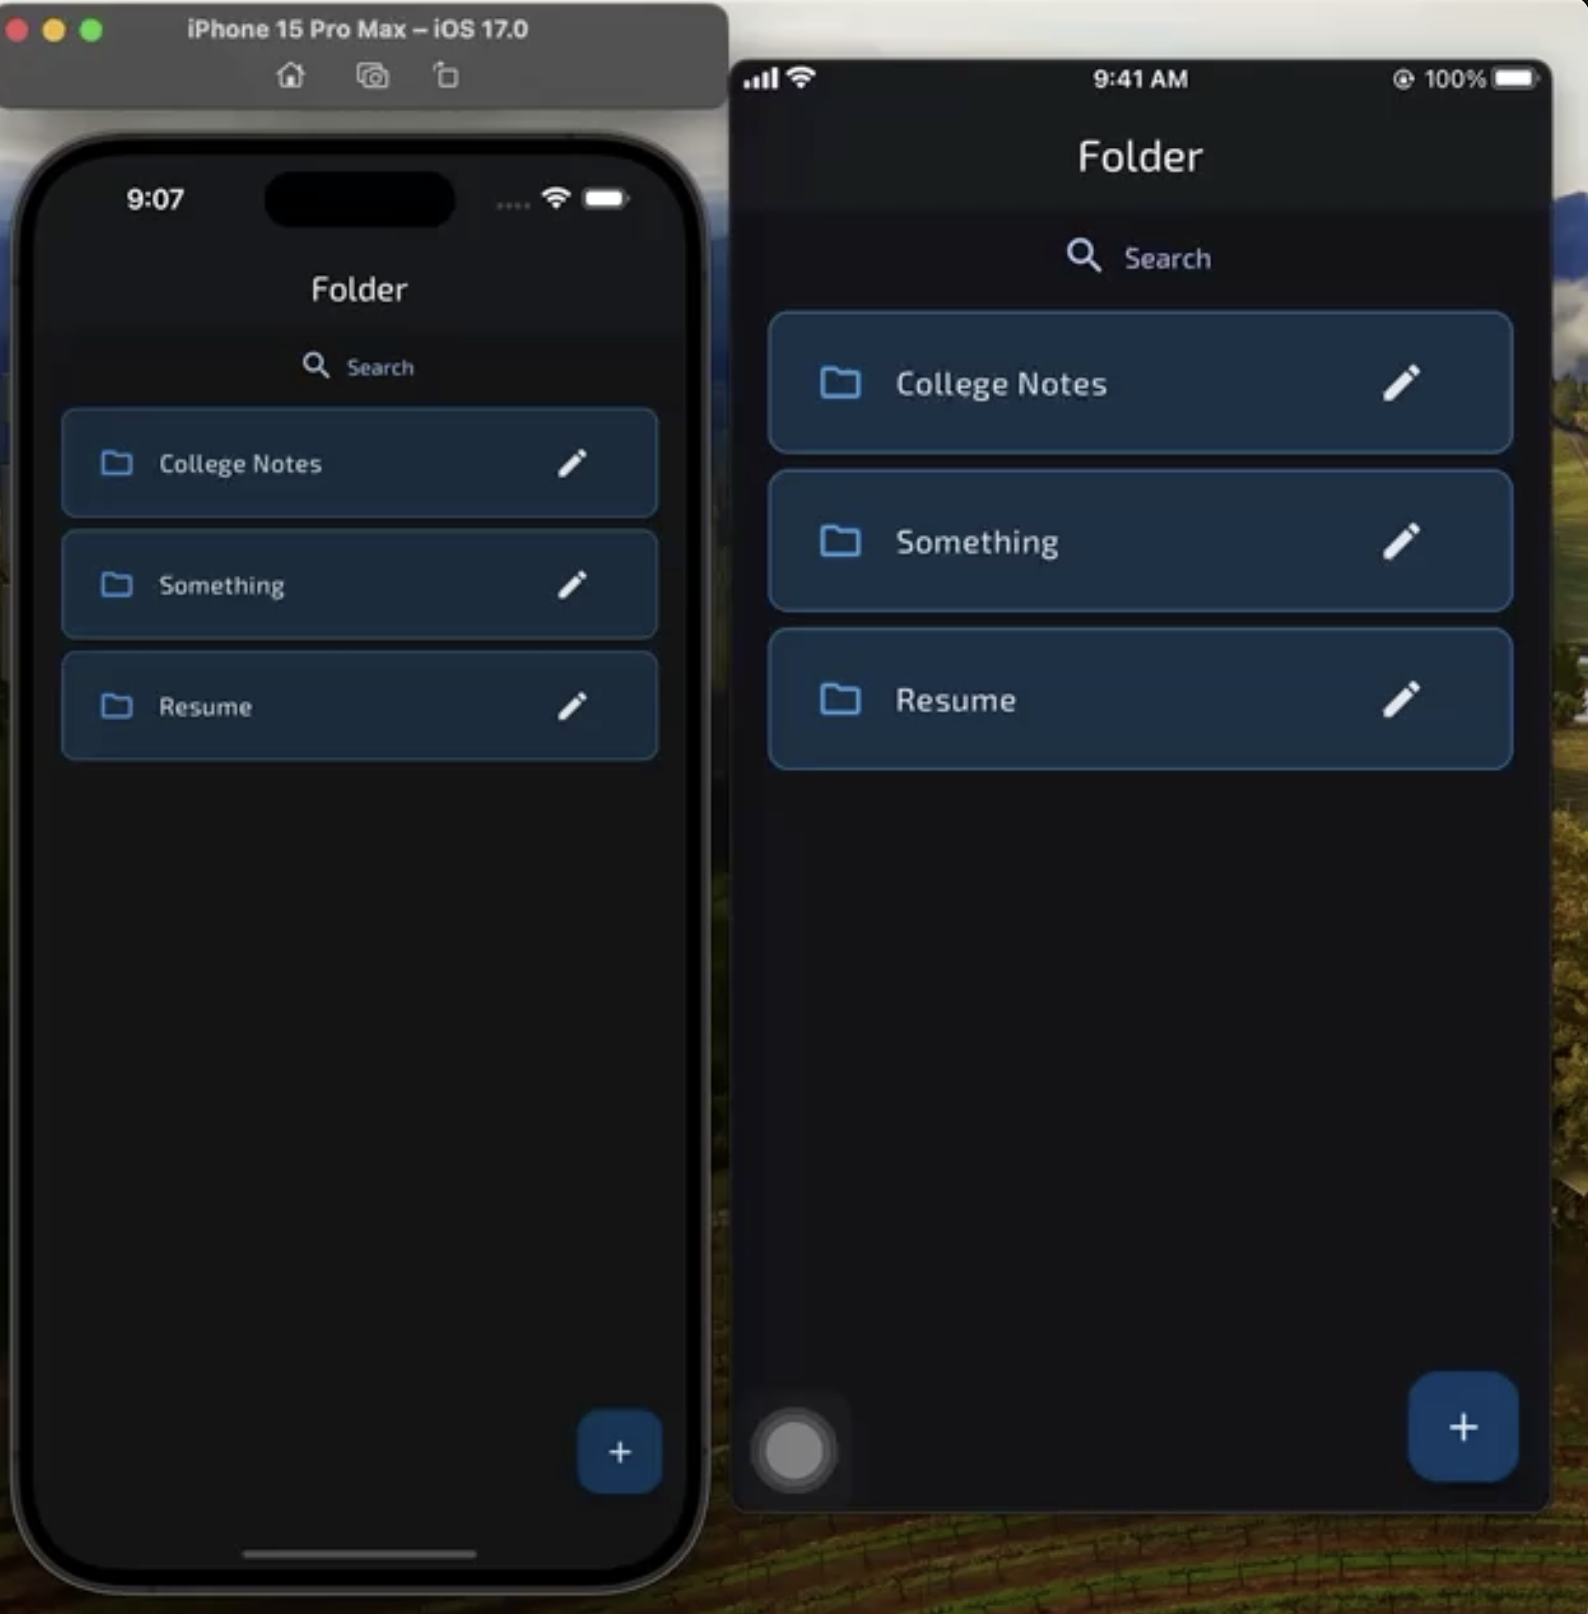 iPhone 15 Pro Max – iOS 17.0
9:07
Folder
Search
College Notes
Something
Resume
+
9:41 AM
100%
Folder
Search
College Notes
Something
Resume
+